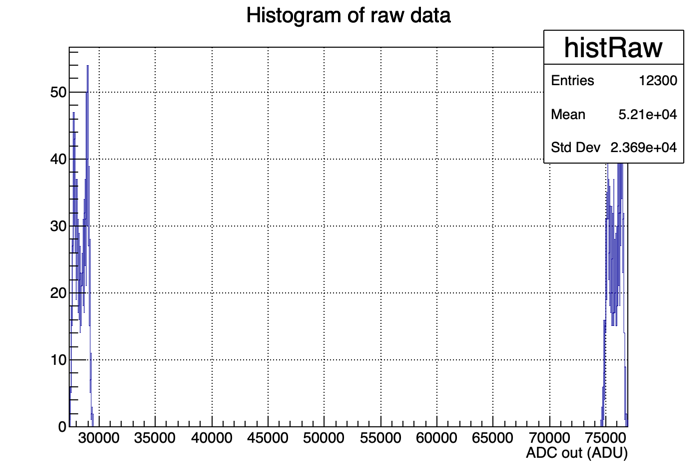 Histogram of raw data
histRaw
Entries 12300
Mean 5.21e+04
Std Dev 2.369e+04
50
40
30
20
10
0
30000 35000 40000 45000 50000 55000 60000 65000 70000 75000
ADC out (ADU)